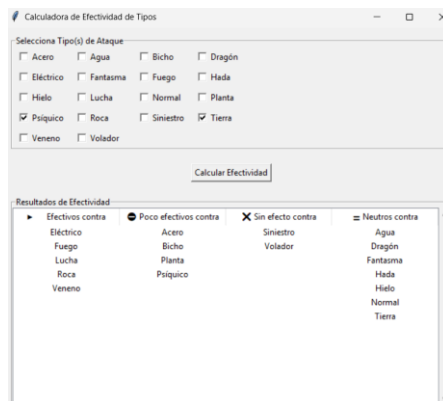 Calculadora de Efectividad de Tipos
Selecciona Tipo(s) de Ataque
Acero Agua Bicho Dragón
Eléctrico Fantasma Fuego Hada
Hielo Lucha Normal Planta
Psíquico Roca Siniestro Tierra
Veneno Volador
Calcular Efectividad
Resultados de Efectividad
Efectivos contra Poco efectivos contra Sin efecto contra Neutros contra
Eléctrico Acero Siniestro Agua
Fuego Bicho Volador Dragón
Lucha Planta Fantasma
Roca Psíquico Hada
Veneno Hielo
Normal
Tierra